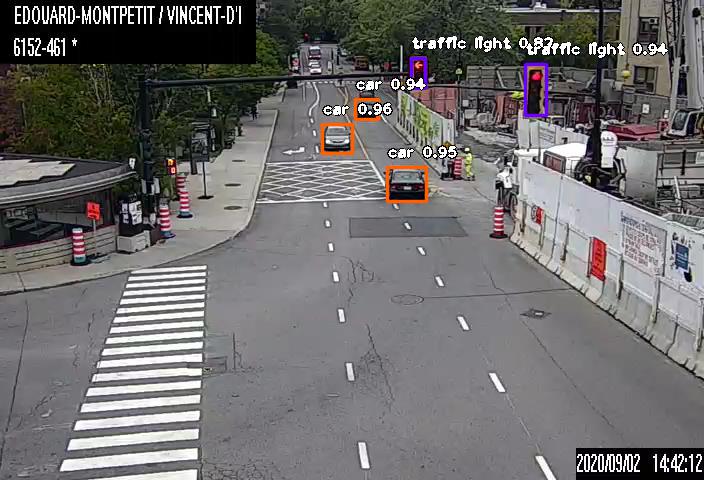 EDOUARD-MONTPETIT / VINCENT-D'I
6152-461 *
traffic light 0.82
traffic light 0.94
car 0.94
car 0.96
car 0.95
2020/09/02 14:42:12